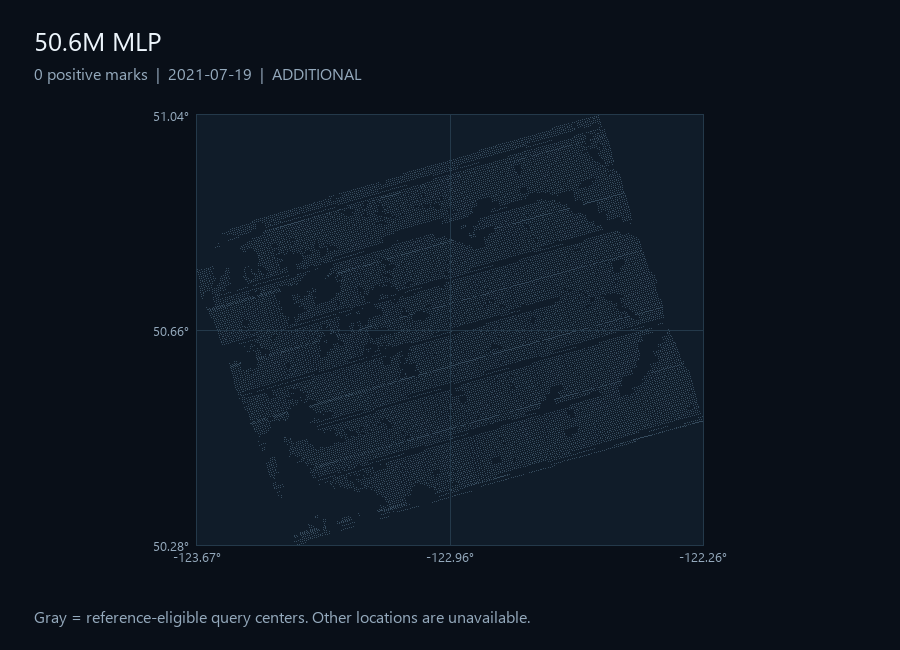 50.6M MLP
0 positive marks | 2021-07-19 | ADDITIONAL
51.04°
50.66°
50.28°
-123.67°
-122.96°
-122.26°
Gray = reference-eligible query centers. Other locations are unavailable.